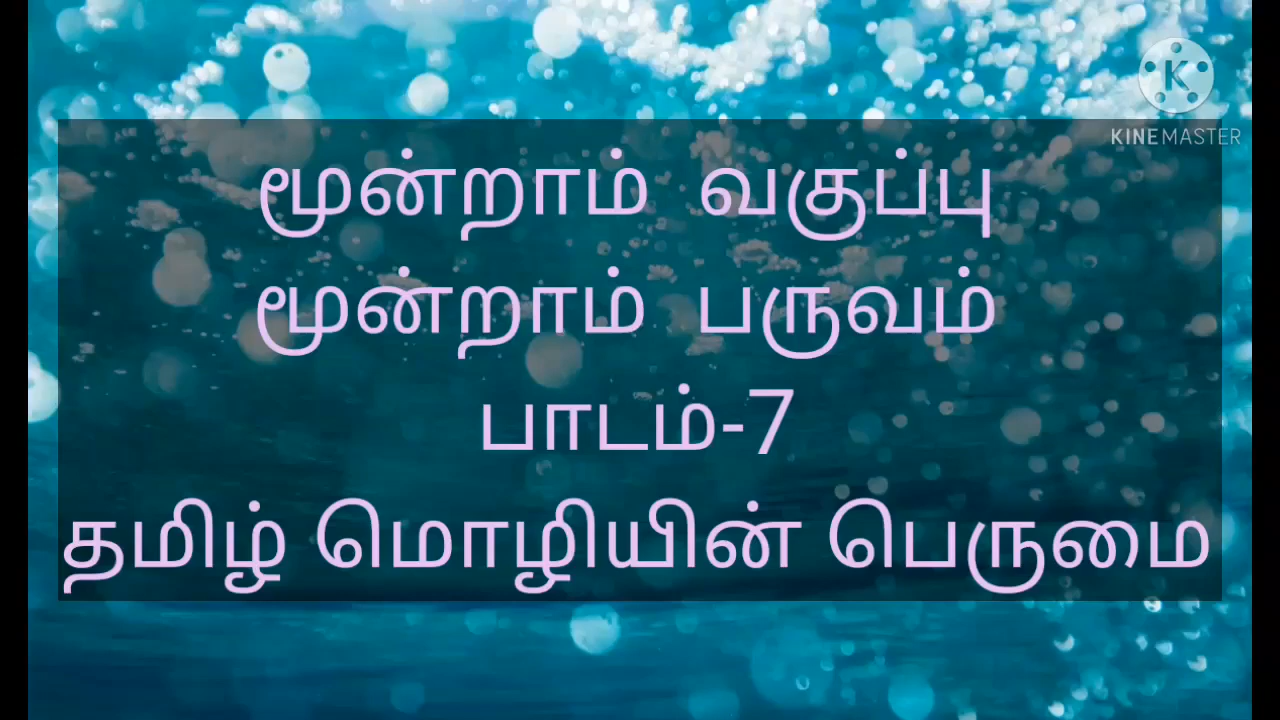 KINEMASTER
மூன்றாம் வகுப்பு
மூன்றாம் பருவம்
பாடம்-7
தமிழ் மொழியின் பெருமை